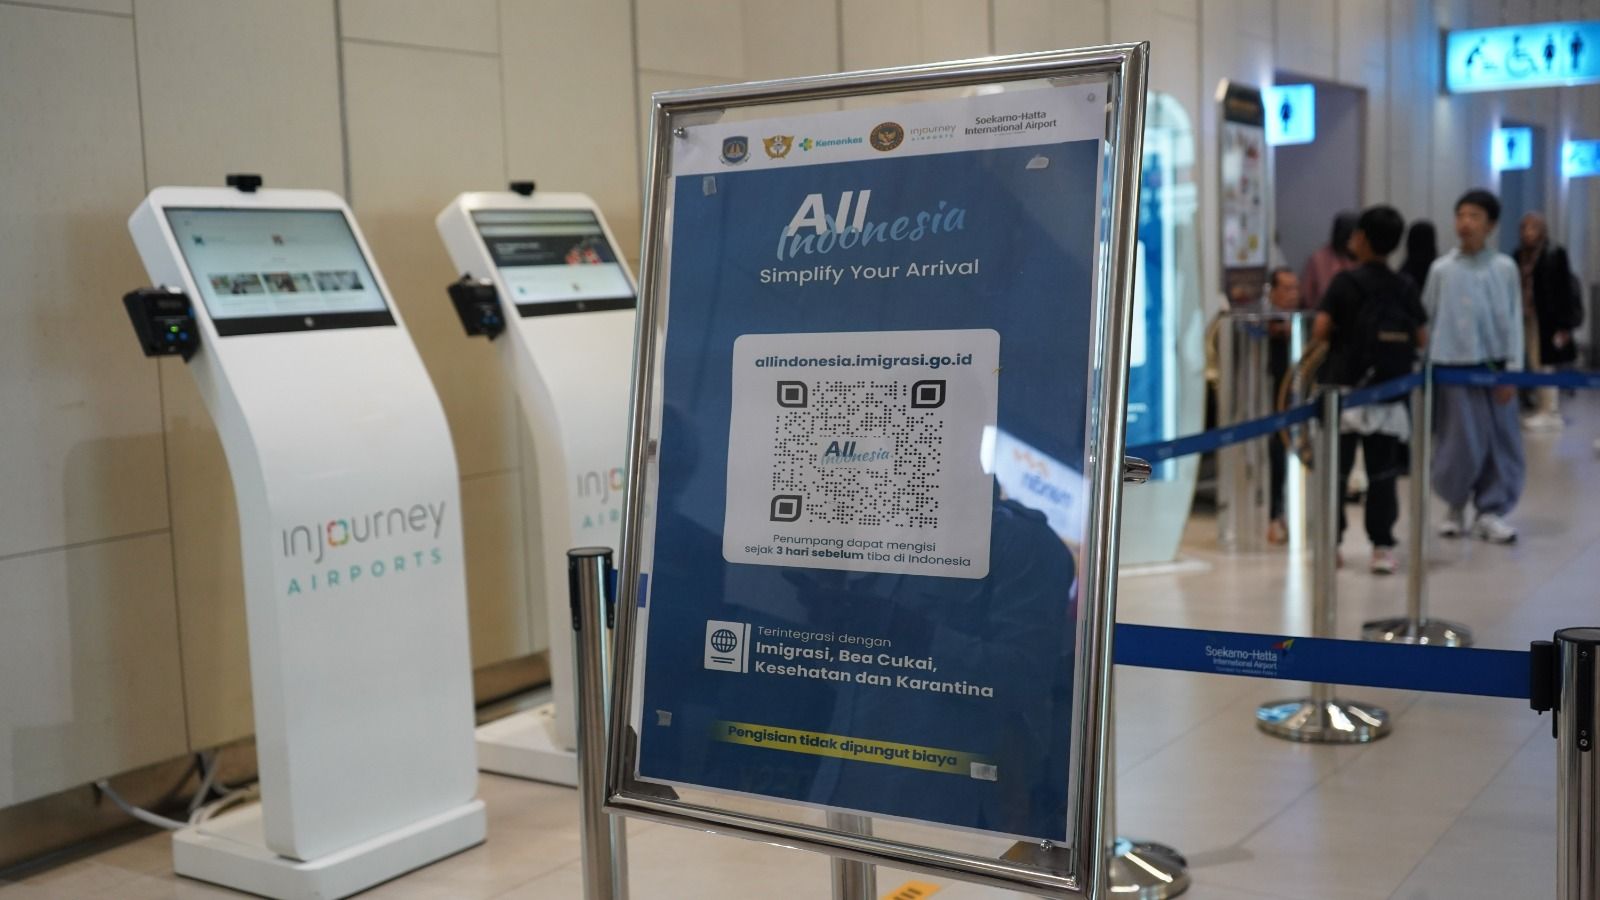 Kemenkes
injourney
AIRPORTS
Soekarno-Hatta
International Airport
All
Indonesia
Simplify Your Arrival
allindonesia.imigrasi.go.id
All
Indonesia
Penumpang dapat mengisi
sejak 3 hari sebelum tiba di Indonesia
Terintegrasi dengan
Imigrasi, Bea Cukai,
Kesehatan dan Karantina
Pengisian tidak dipungut biaya
injourney
AIRPORTS
Soekarno-Hatta
International Airport